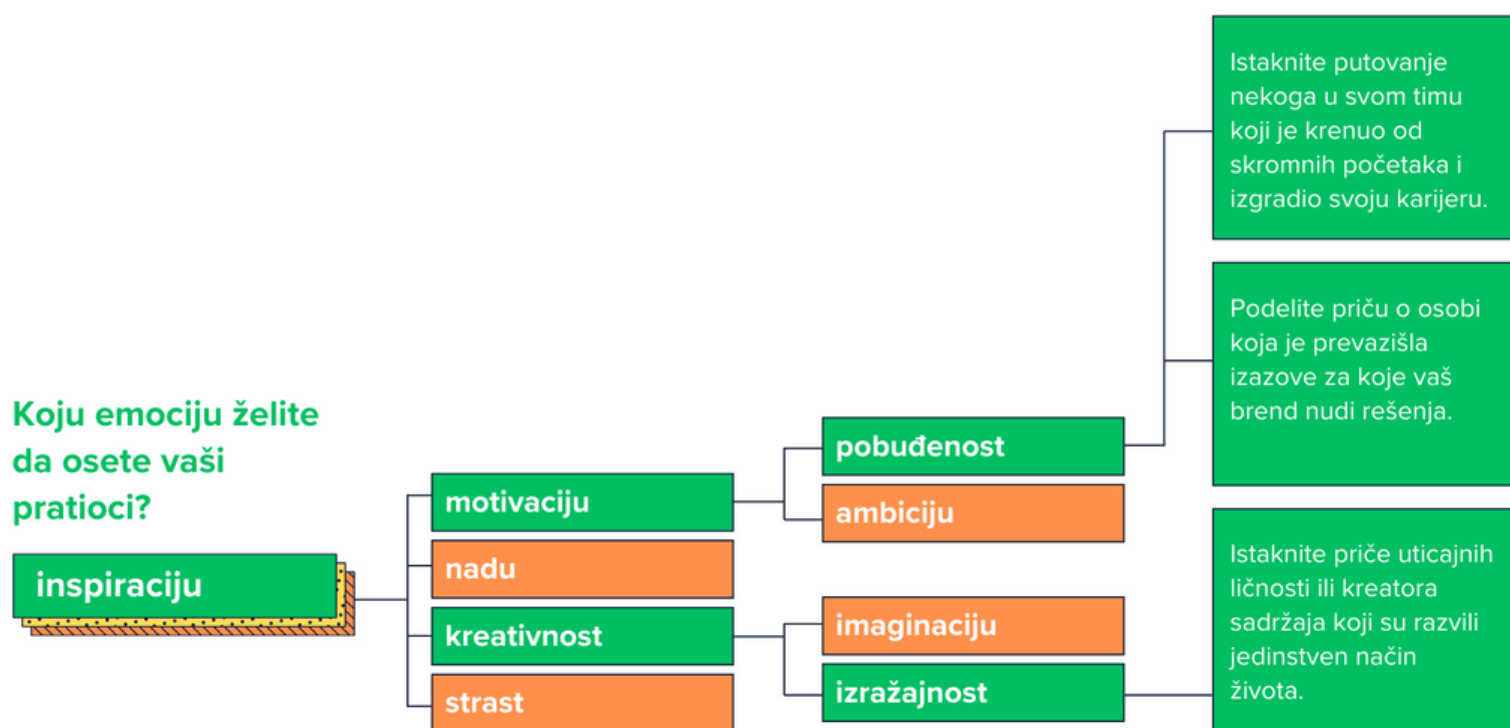 Koju emociju želite
da osete vaši
pratioci?
inspiraciju
motivaciju
nadu
kreativnost
strast
pobuđenost
ambiciju
imaginaciju
izražajnost
Istaknite putovanje
nekoga u svom timu
koji je krenuo od
skromnih početaka i
izgradio svoju karijeru.
Podelite priču o osobi
koja je prevazišla
izazove za koje vaš
brend nudi rešenja.
Istaknite priče uticajnih
ličnosti ili kreatora
sadržaja koji su razvili
jedinstven način
života.